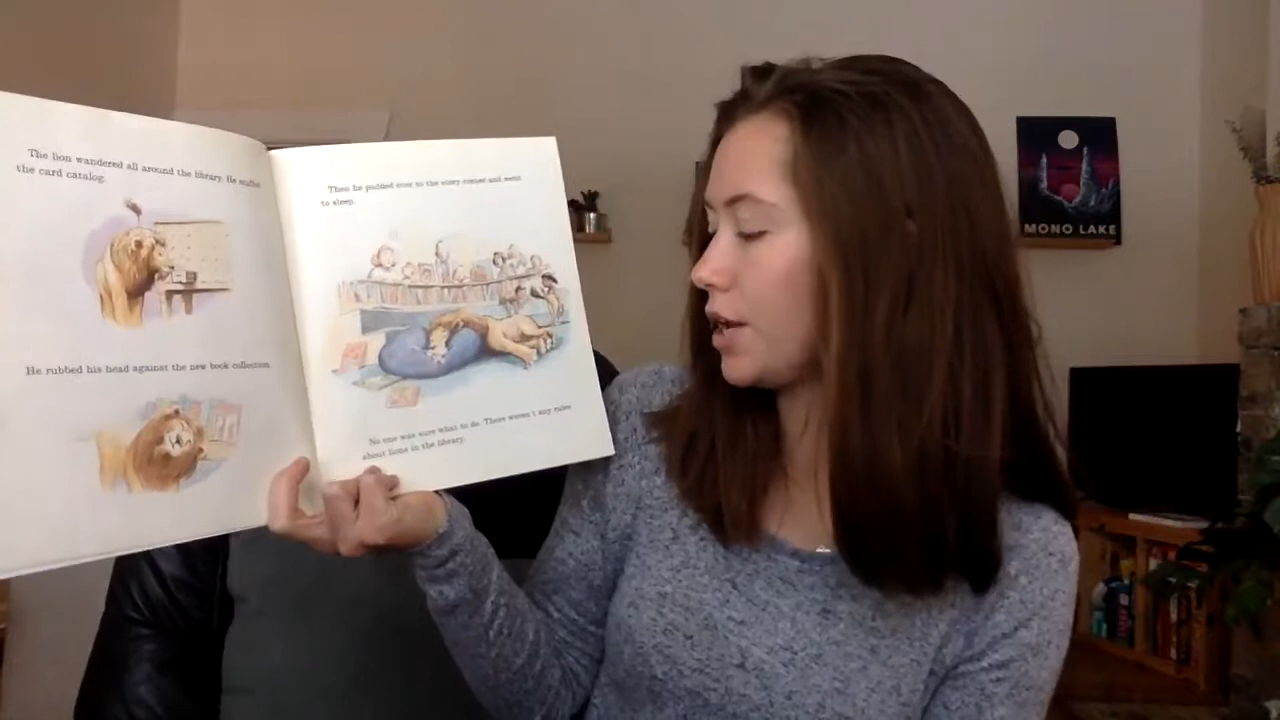 The lion wandered all around the library. He sniffed
the card catalog.
He rubbed his head against the new book collection.
Then he padded over to the story corner and went
to sleep.
No one was sure what to do. There weren't any rules
about lions in the library.
MONO LAKE